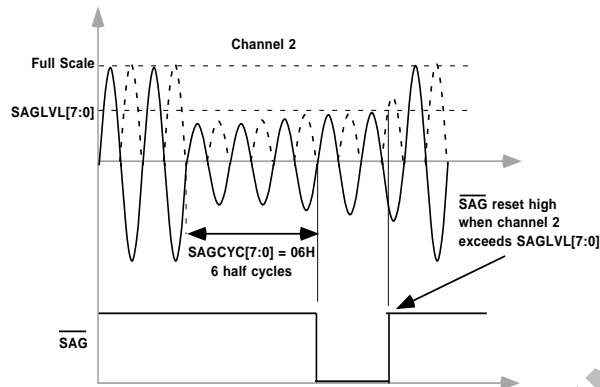 Channel 2
Full Scale
SAGLVL[7:0]
SAG reset high
when channel 2
exceeds SAGLVL[7:0]
SAGCYC[7:0] = 06H
6 half cycles
SAG